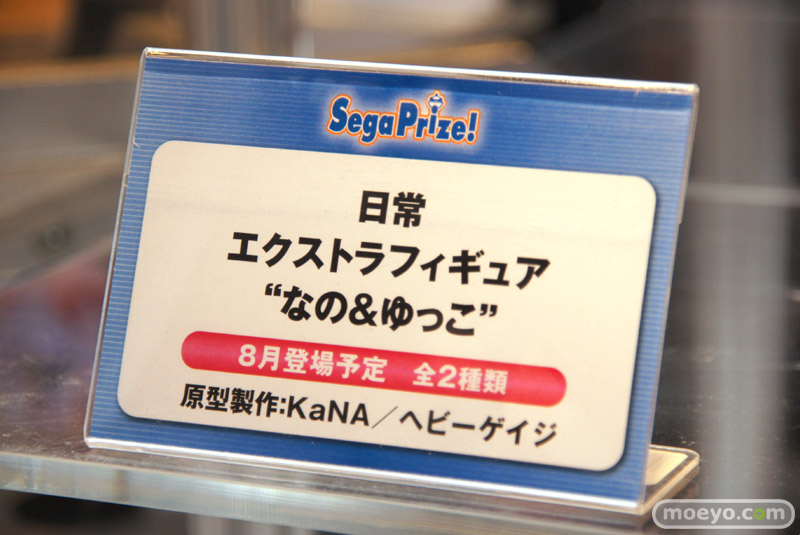 Sega Prize!
日常
エクストラフィギュア
“なの&ゆっこ”
8月登場予定　全2種類
原型製作:KaNA／ヘビーゲイジ
moeyo.com